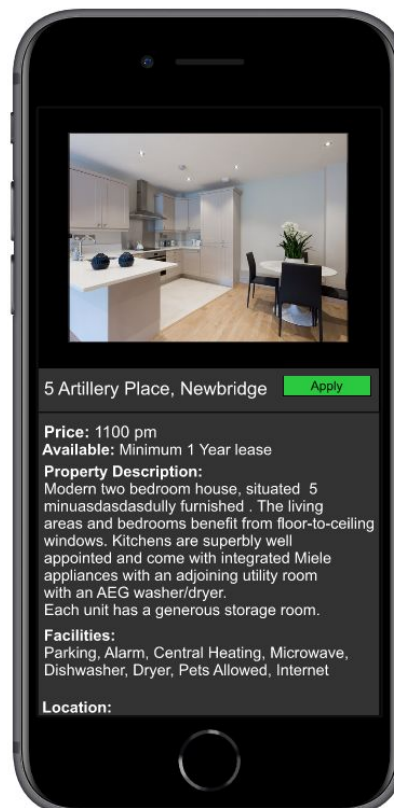 5 Artillery Place, Newbridge
Apply
Price: 1100 pm
Available: Minimum 1 Year lease
Property Description:
Modern two bedroom house, situated  5
minuasdasdasdully furnished . The living
areas and bedrooms benefit from floor-to-ceiling
windows. Kitchens are superbly well
appointed and come with integrated Miele
appliances with an adjoining utility room
with an AEG washer/dryer.
Each unit has a generous storage room.
Facilities:
Parking, Alarm, Central Heating, Microwave,
Dishwasher, Dryer, Pets Allowed, Internet
Location: